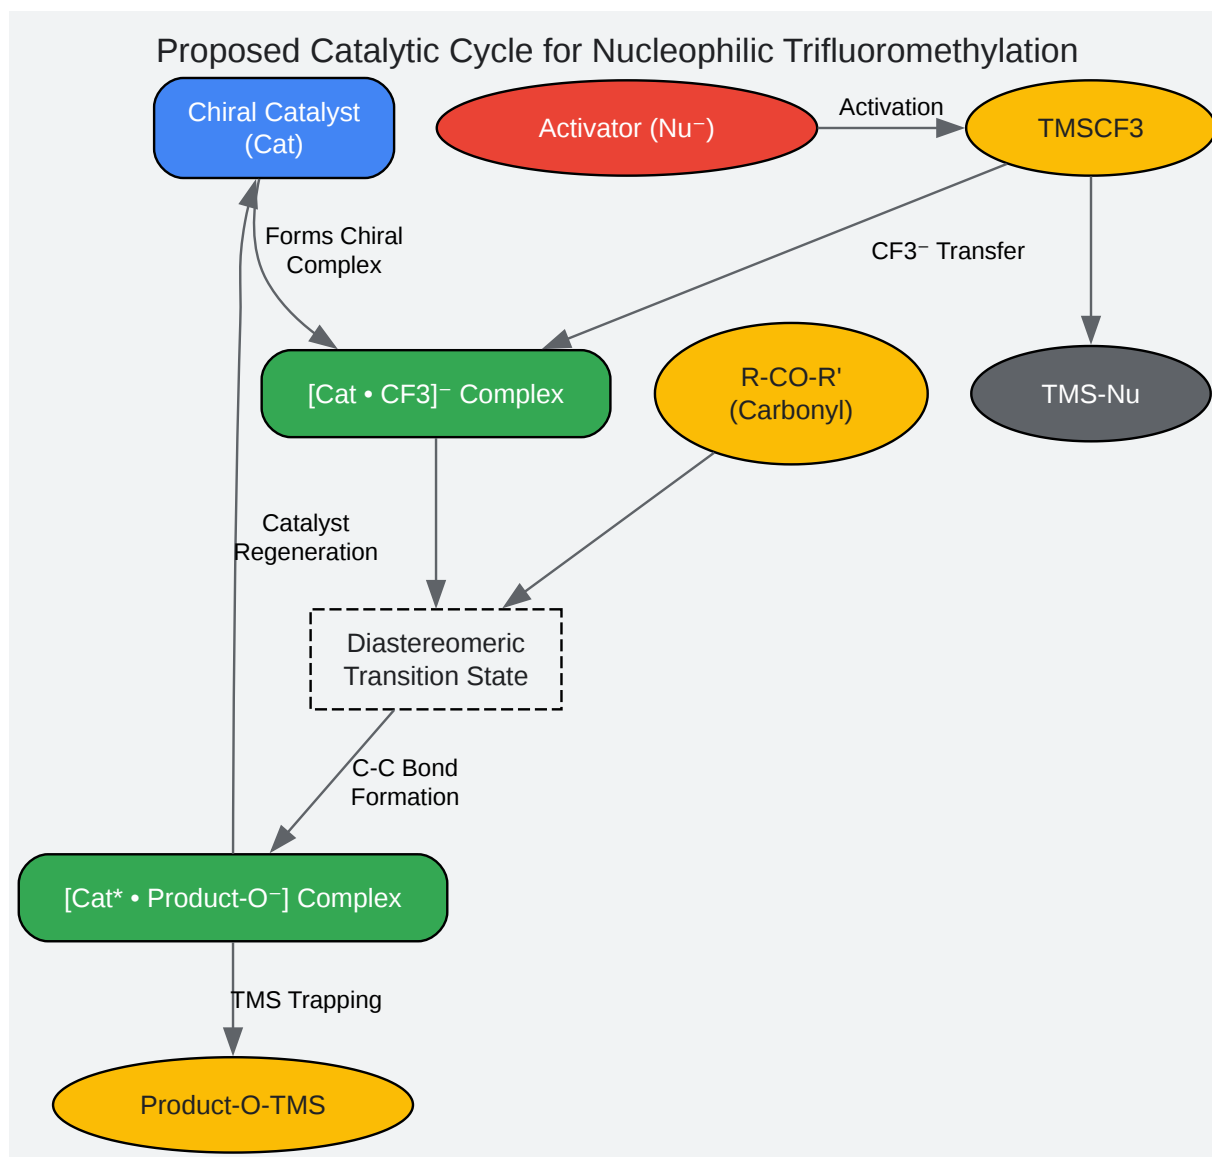 Proposed Catalytic Cycle for Nucleophilic Trifluoromethylation
Chiral Catalyst
(Cat)
Activator (Nu⁻)
Activation
TMSCF3
Forms Chiral
Complex
CF3⁻ Transfer
[Cat • CF3]⁻ Complex
R-CO-R'
(Carbonyl)
TMS-Nu
Catalyst
Regeneration
Diastereomeric
Transition State
C-C Bond
Formation
[Cat* • Product-O⁻] Complex
TMS Trapping
Product-O-TMS